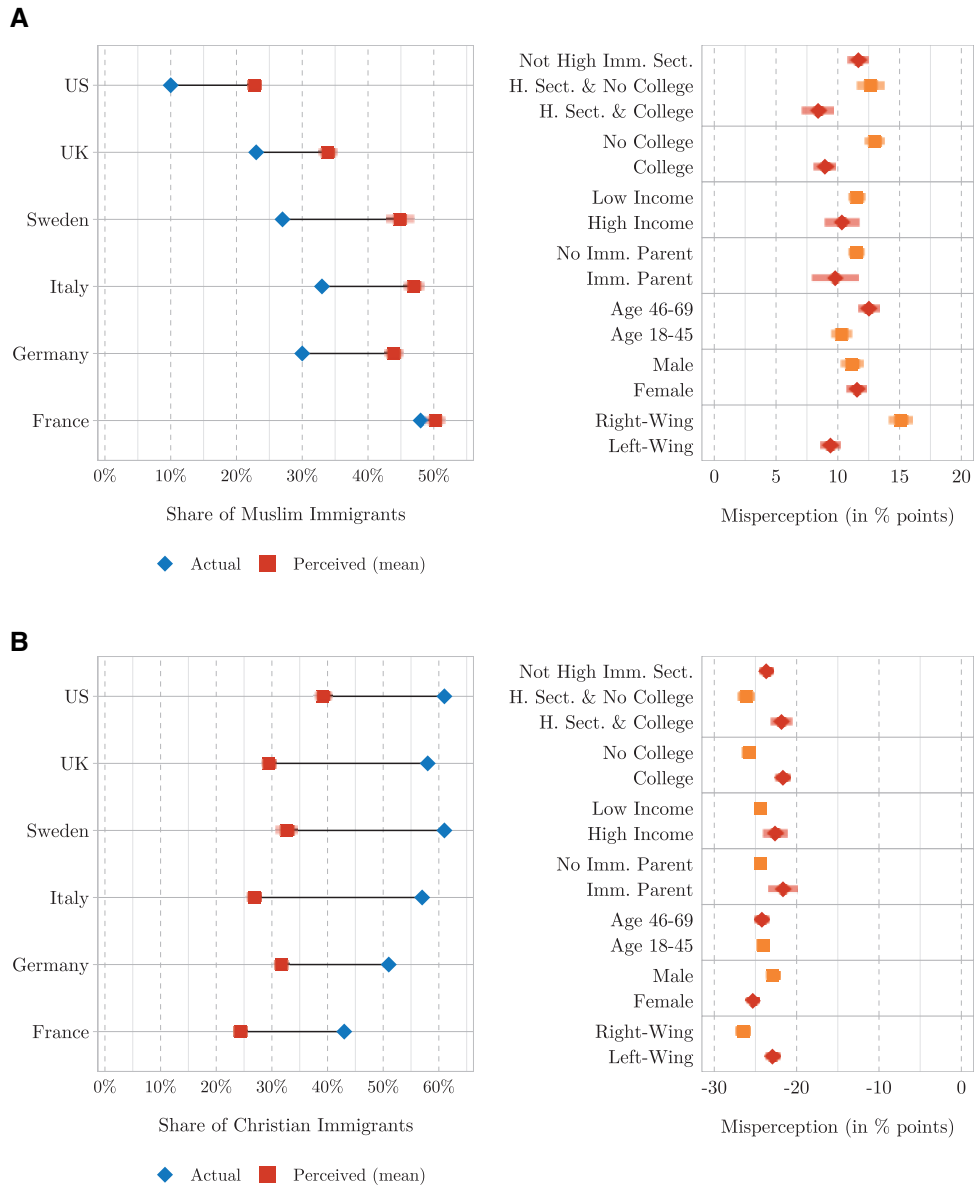 A
US
UK
Sweden
Italy
Germany
France
0% 10% 20% 30% 40% 50%
Share of Muslim Immigrants
Actual Perceived (mean)
Not High Imm. Sect.
H. Sect. & No College
H. Sect. & College
No College
College
Low Income
High Income
No Imm. Parent
Imm. Parent
Age 46-69
Age 18-45
Male
Female
Right-Wing
Left-Wing
0 5 10 15 20
Misperception (in % points)
B
US
UK
Sweden
Italy
Germany
France
0% 10% 20% 30% 40% 50% 60%
Share of Christian Immigrants
Actual Perceived (mean)
Not High Imm. Sect.
H. Sect. & No College
H. Sect. & College
No College
College
Low Income
High Income
No Imm. Parent
Imm. Parent
Age 46-69
Age 18-45
Male
Female
Right-Wing
Left-Wing
-30 -20 -10 0
Misperception (in % points)